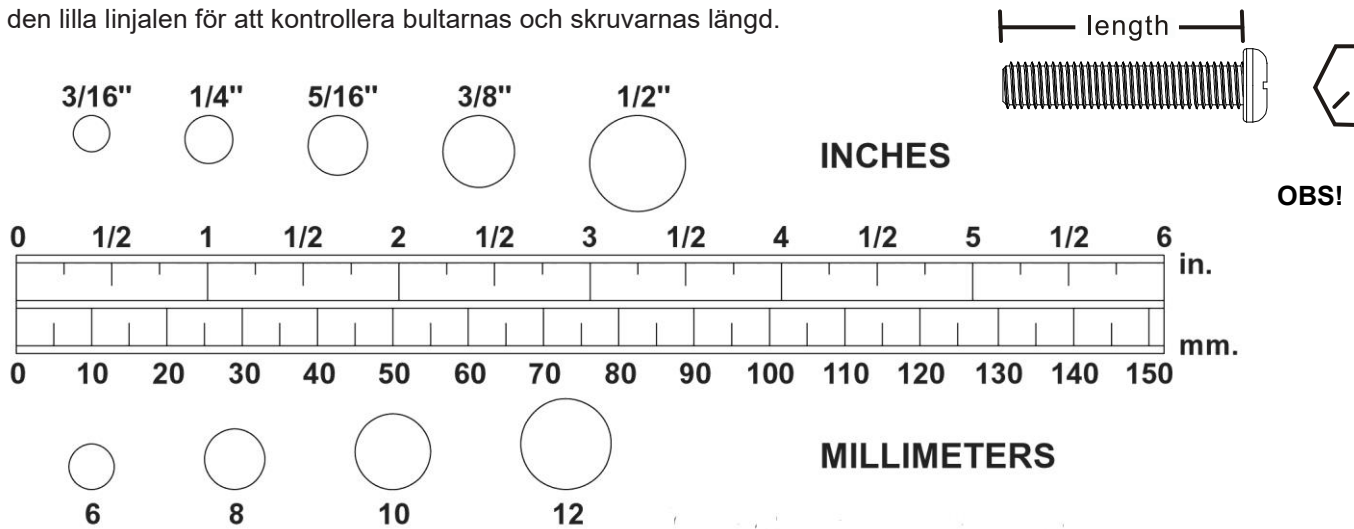 den lilla linjalen för att kontrollera bultarnas och skruvarnas längd.
length
3/16" 1/4" 5/16" 3/8" 1/2"
INCHES
OBS!
0 1/2 1 1/2 2 1/2 3 1/2 4 1/2 5 1/2 6
in.
mm.
0 10 20 30 40 50 60 70 80 90 100 110 120 130 140 150
MILLIMETERS
6 8 10 12